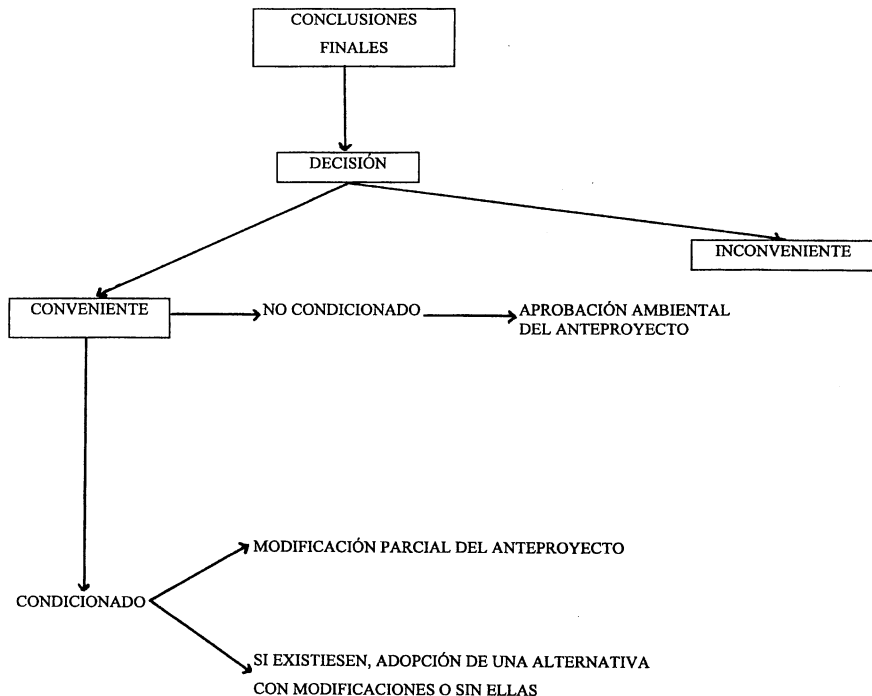 CONCLUSIONES
FINALES
DECISIÓN
INCONVENIENTE
CONVENIENTE
NO CONDICIONADO
APROBACIÓN AMBIENTAL
DEL ANTEPROYECTO
MODIFICACIÓN PARCIAL DEL ANTEPROYECTO
CONDICIONADO
SI EXISTIESEN, ADOPCIÓN DE UNA ALTERNATIVA
CON MODIFICACIONES O SIN ELLAS